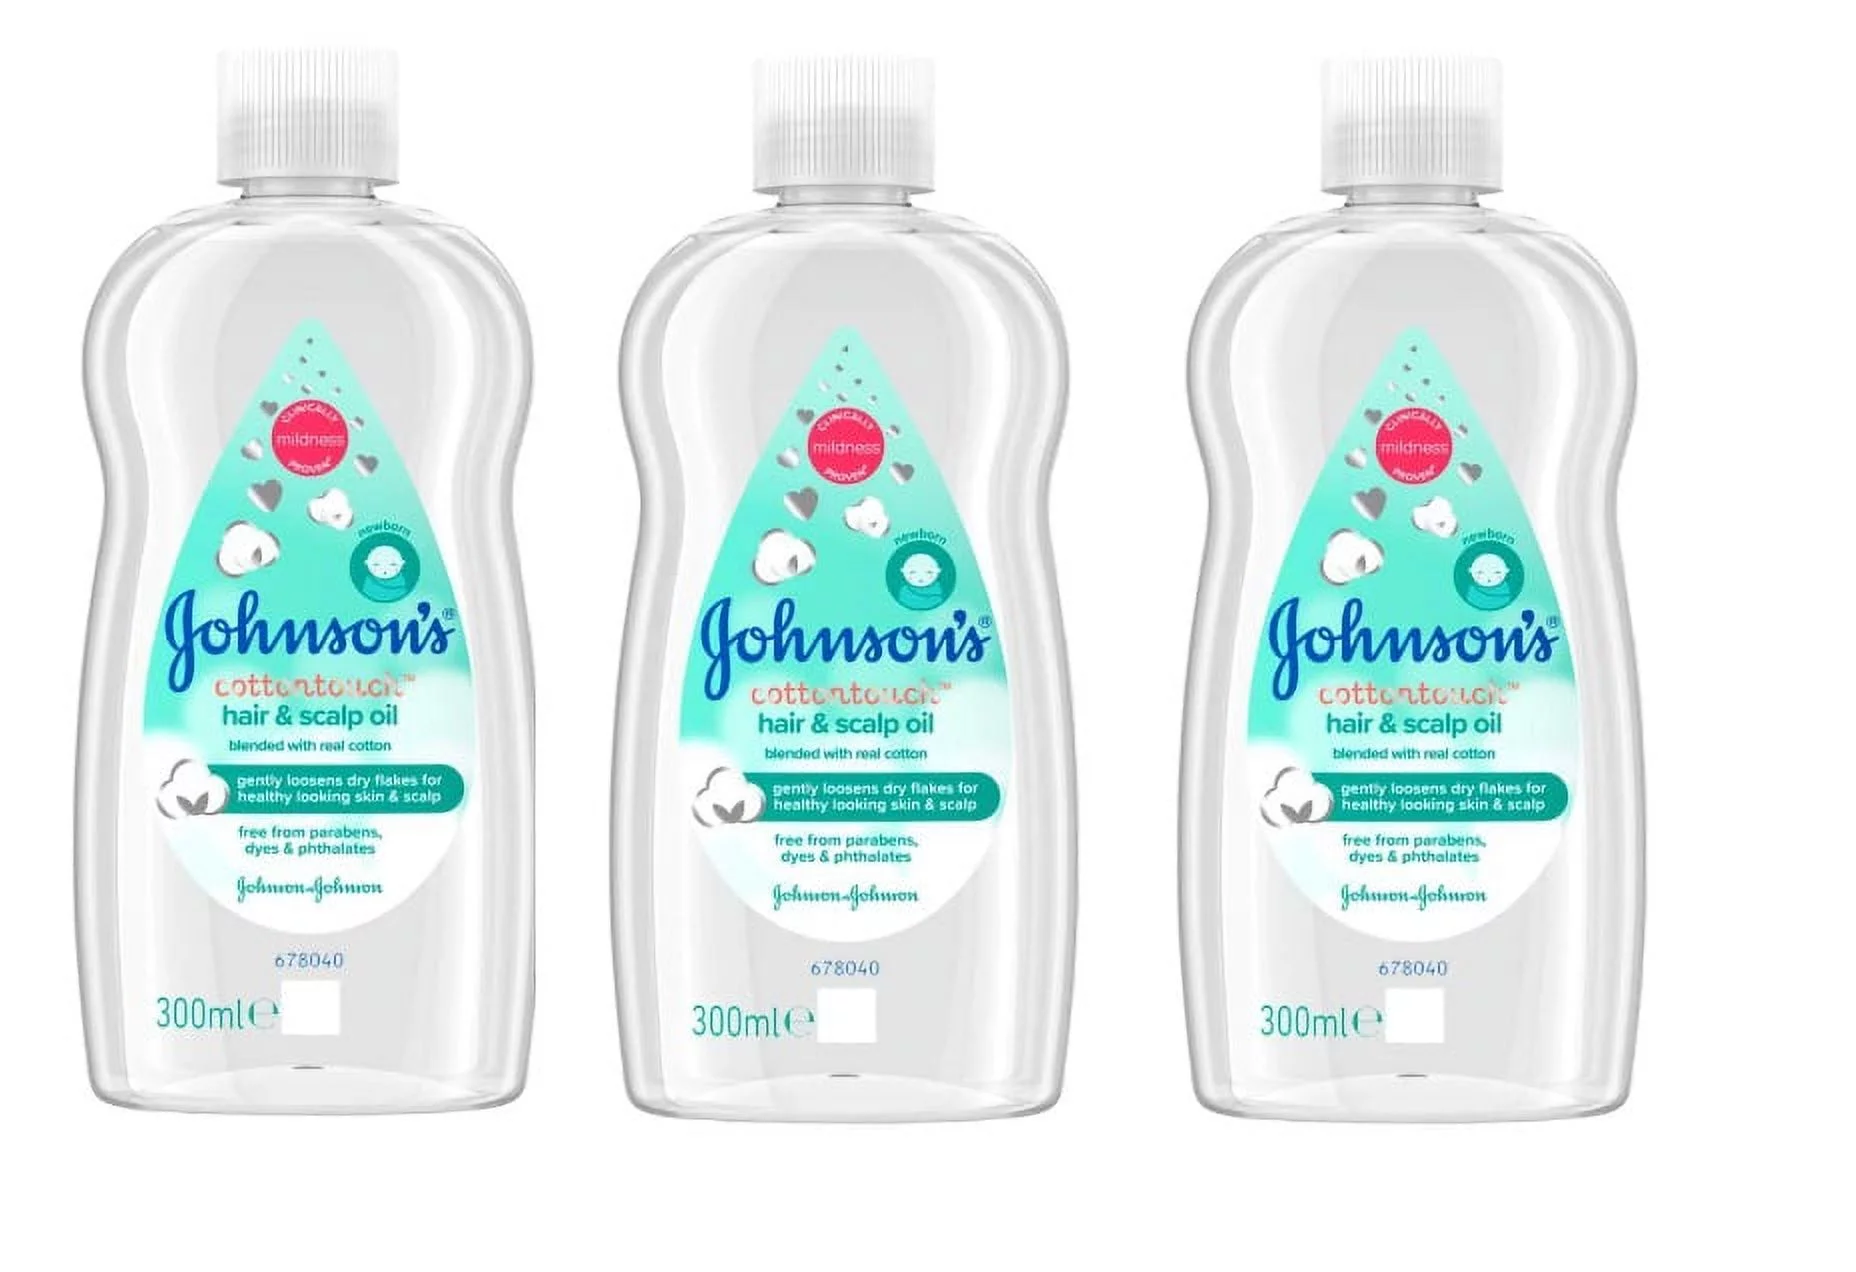 CLINICALLY
mildness
PROVEN*
newborn
Johnson's®
cottontouch™
hair & scalp oil
blended with real cotton
gently loosens dry flakes for
healthy looking skin & scalp
free from parabens,
dyes & phthalates
Johnson & Johnson
678040
300ml ℮
CLINICALLY
mildness
PROVEN*
newborn
Johnson's®
cottontouch™
hair & scalp oil
blended with real cotton
gently loosens dry flakes for
healthy looking skin & scalp
free from parabens,
dyes & phthalates
Johnson & Johnson
678040
300ml ℮
CLINICALLY
mildness
PROVEN*
newborn
Johnson's®
cottontouch™
hair & scalp oil
blended with real cotton
gently loosens dry flakes for
healthy looking skin & scalp
free from parabens,
dyes & phthalates
Johnson & Johnson
678040
300ml ℮